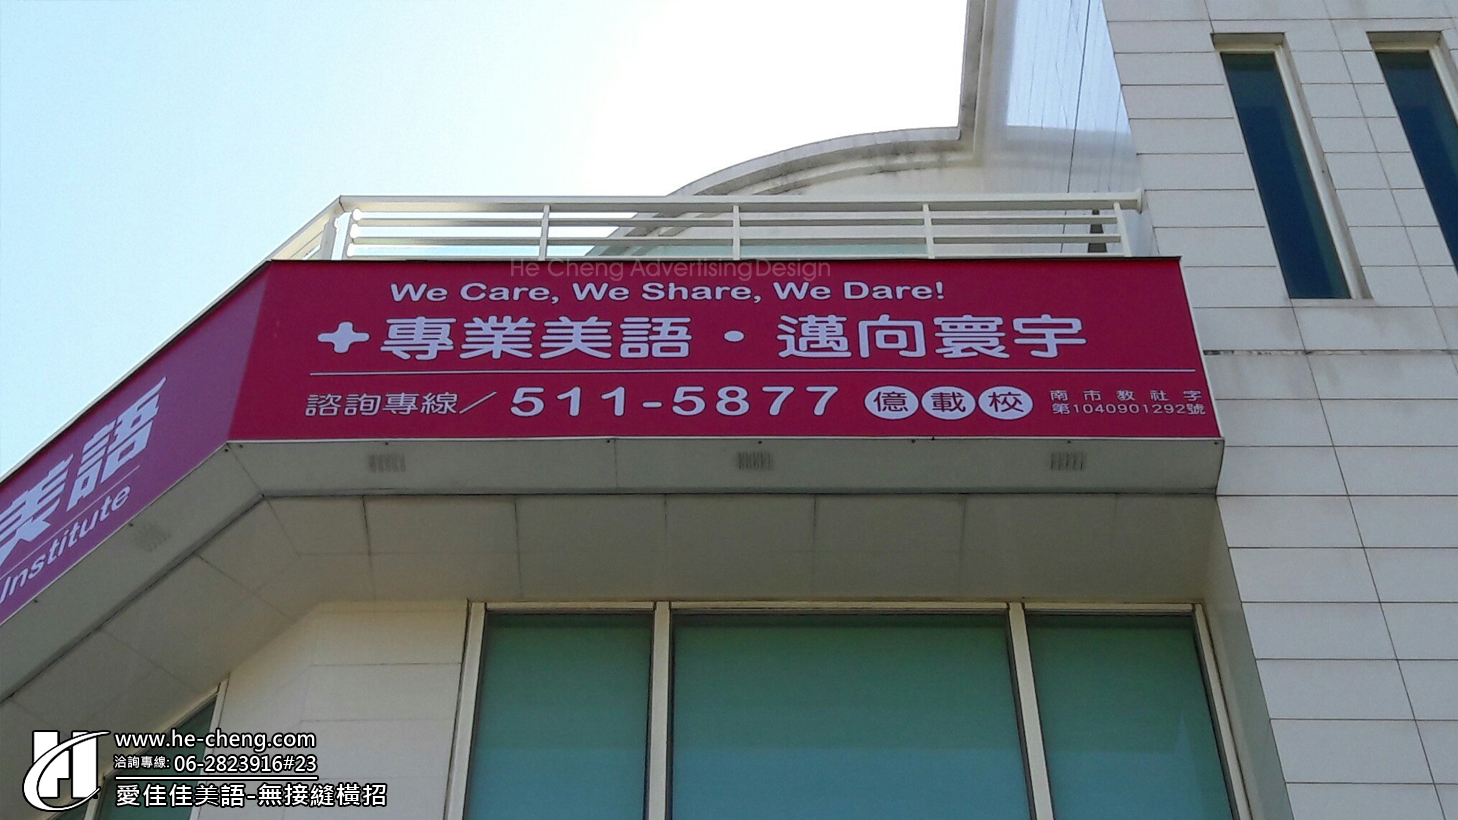 He Cheng AdvertisingDesign
We Care, We Share, We Dare!
專業美語・邁向寰宇
諮詢專線／511-5877 億載校
南市教社字
第1040901292號
美語
Institute
www.he-cheng.com
洽詢專線: 06-2823916#23
愛佳佳美語-無接縫橫招